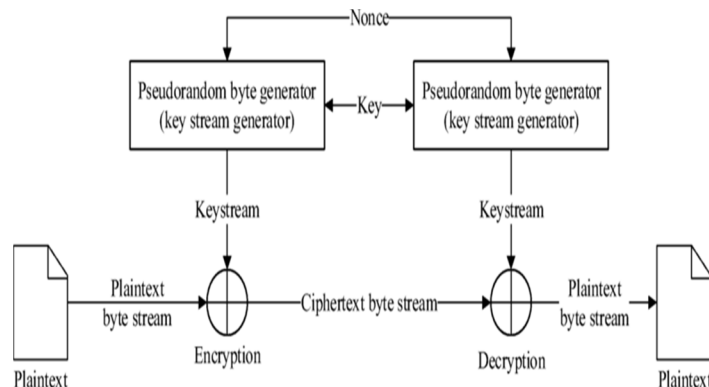 Nonce
Pseudorandom byte generator
(key stream generator)
Key
Pseudorandom byte generator
(key stream generator)
Keystream
Keystream
Plaintext
byte stream
Ciphertext byte stream
Plaintext
byte stream
Encryption
Decryption
Plaintext
Plaintext